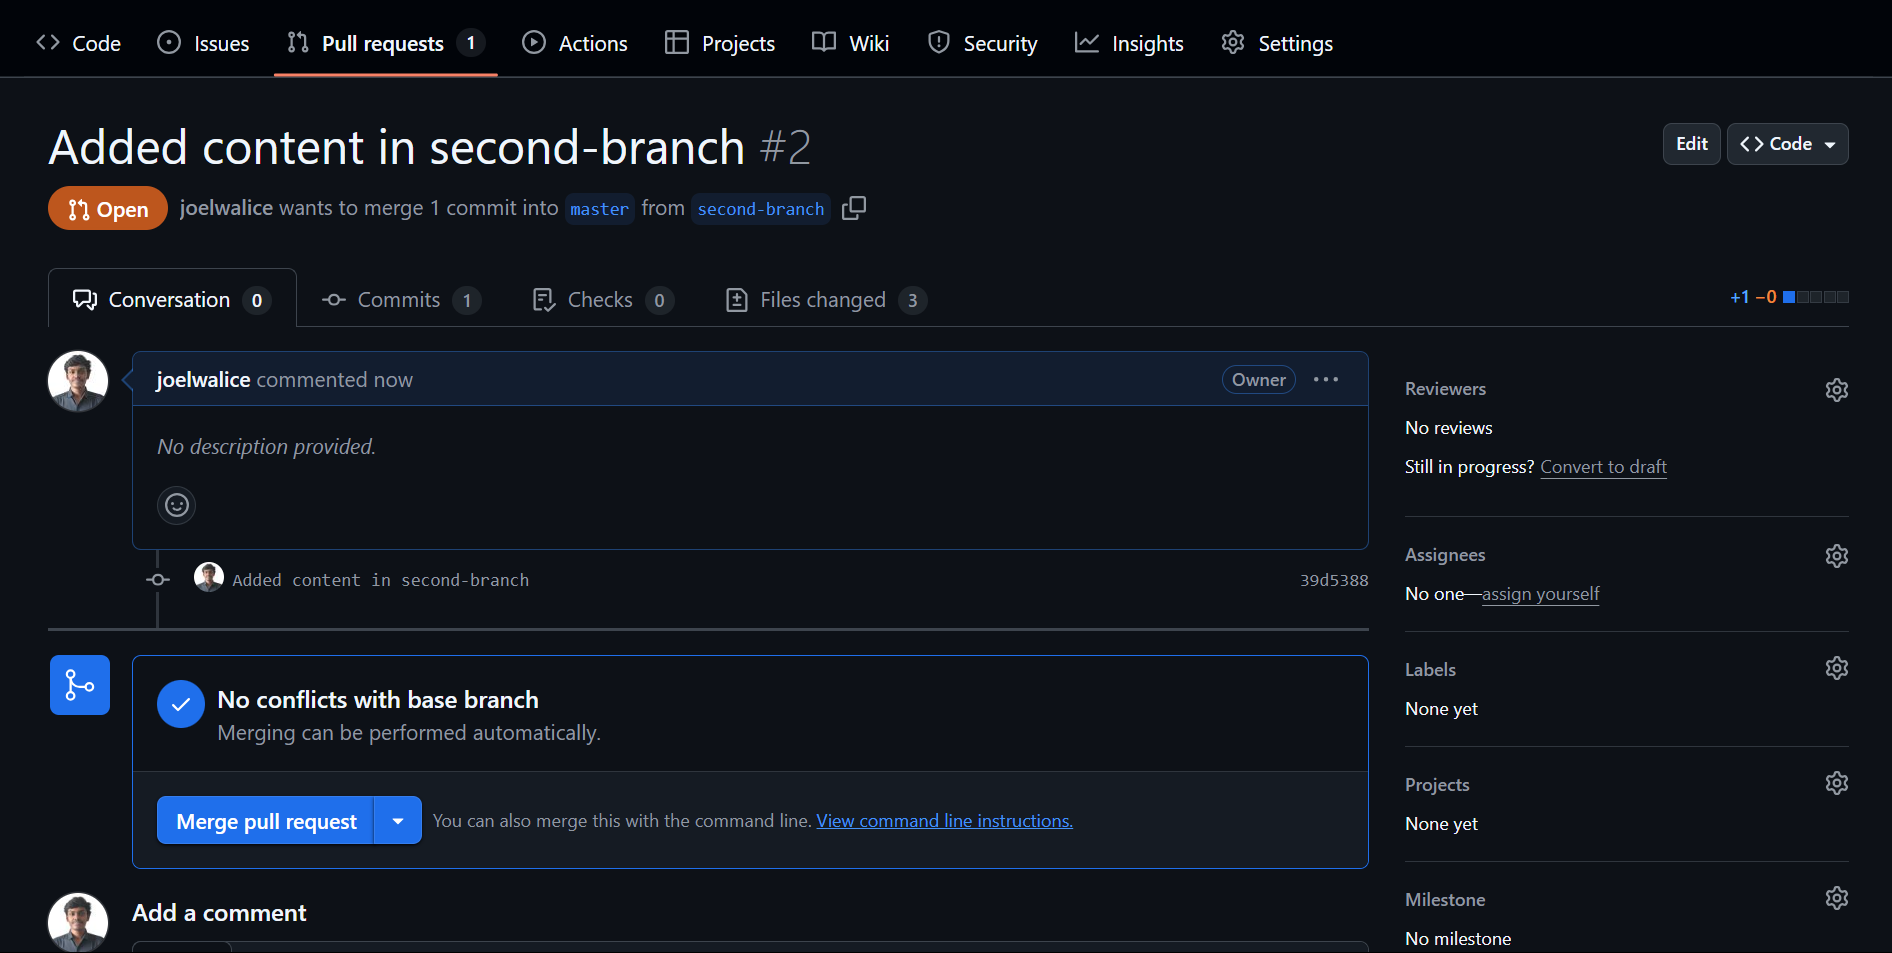 Code Issues Pull requests 1 Actions Projects Wiki Security Insights Settings
Added content in second-branch #2
Edit
Code
Open joelwalice wants to merge 1 commit into master from second-branch
Conversation 0 Commits 1 Checks 0 Files changed 3
+1 −0
joelwalice commented now
Owner
No description provided.
Added content in second-branch
39d5388
No conflicts with base branch
Merging can be performed automatically.
Merge pull request
You can also merge this with the command line. View command line instructions.
Add a comment
Reviewers
No reviews
Still in progress? Convert to draft
Assignees
No one—assign yourself
Labels
None yet
Projects
None yet
Milestone
No milestone